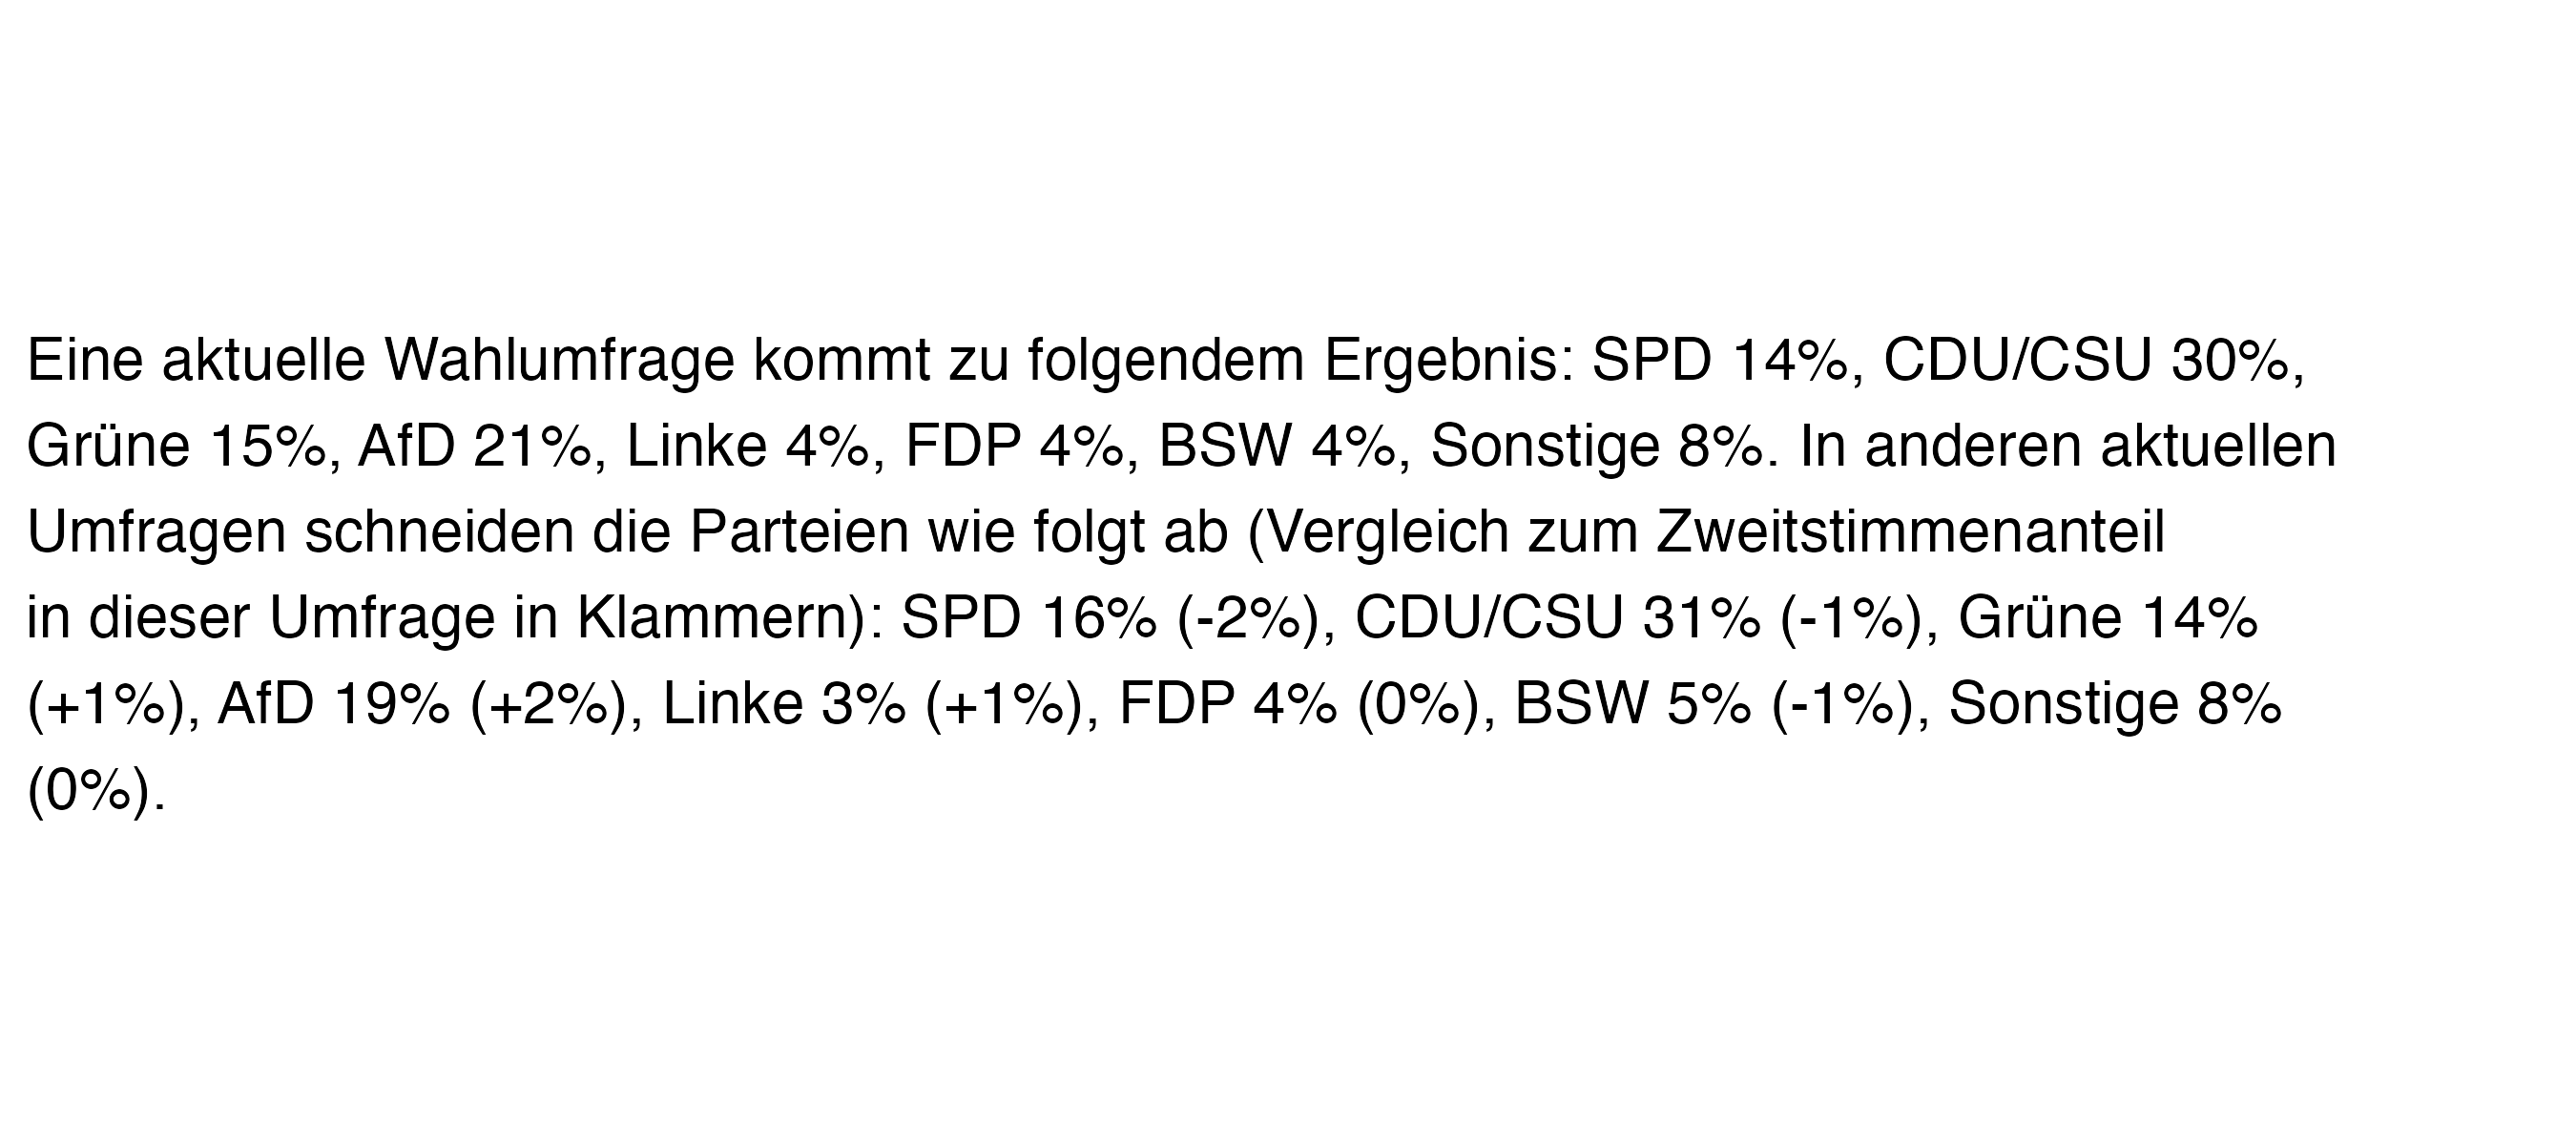 Eine aktuelle Wahlumfrage kommt zu folgendem Ergebnis: SPD 14%, CDU/CSU 30%,
Grüne 15%, AfD 21%, Linke 4%, FDP 4%, BSW 4%, Sonstige 8%. In anderen aktuellen
Umfragen schneiden die Parteien wie folgt ab (Vergleich zum Zweitstimmenanteil
in dieser Umfrage in Klammern): SPD 16% (-2%), CDU/CSU 31% (-1%), Grüne 14%
(+1%), AfD 19% (+2%), Linke 3% (+1%), FDP 4% (0%), BSW 5% (-1%), Sonstige 8%
(0%).